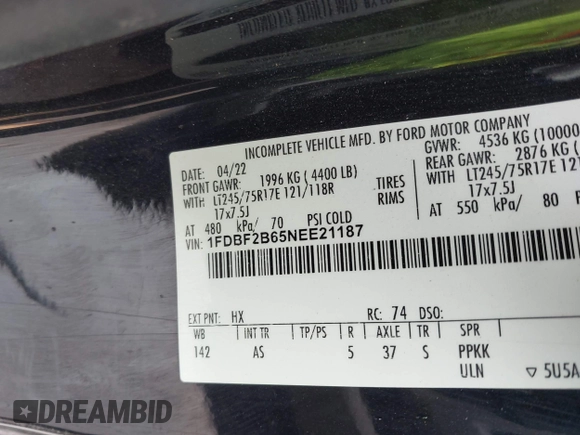 INCOMPLETE VEHICLE MFD. BY FORD MOTOR COMPANY
DATE: 04/22 GVWR: 4536 KG (10000
FRONT GAWR: 1996 KG ( 4400 LB) REAR GAWR: 2876 K
WITH LT245/75R17E 121/118R TIRES WITH LT245/75R17E 121/
17x7.5J RIMS 17x7.5J
AT 480 kPa/ 70 PSI COLD AT 550 kPa/ 80 P
VIN: 1FDBF2B65NEE21187
EXT PNT: HX RC: 74 DSO:
WB INT TR TP/PS R AXLE TR SPR
142 AS 5 37 S PPKK
ULN ▽ 5U5A
DREAMBID